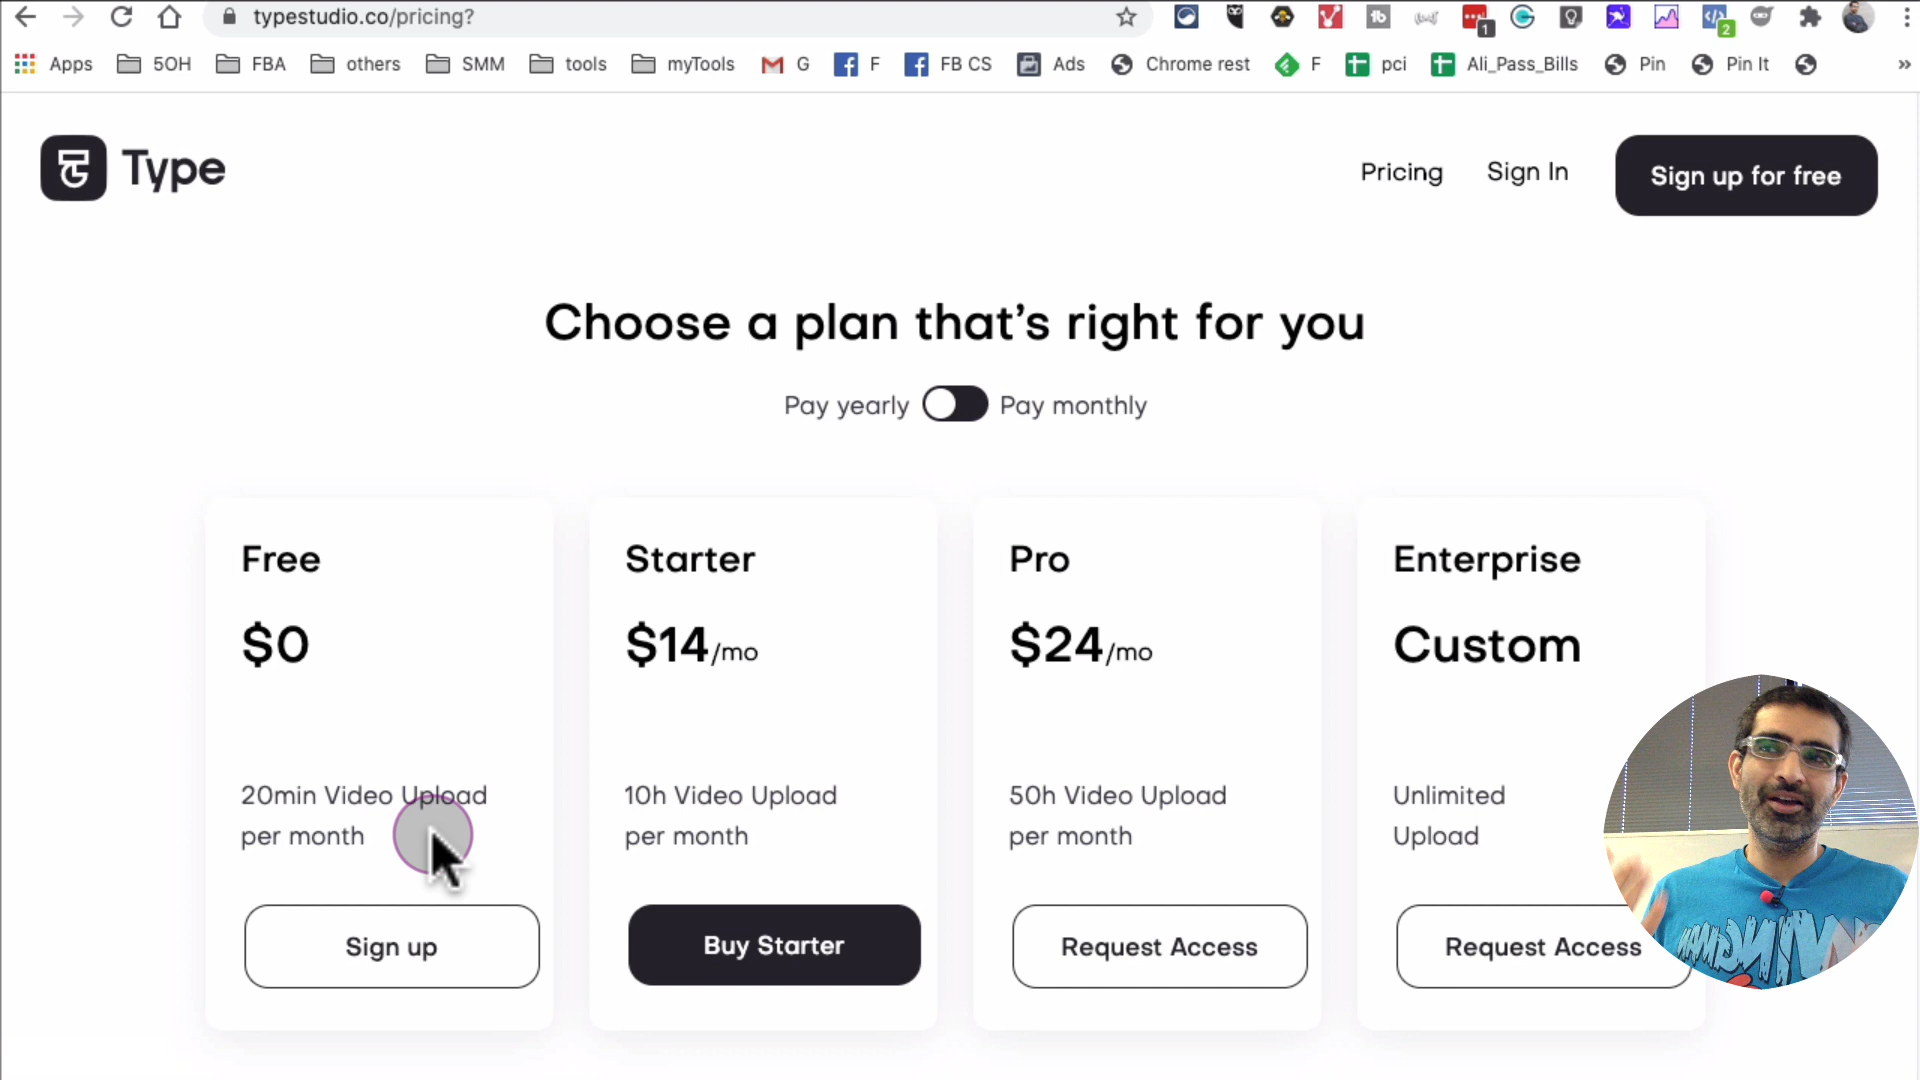 typestudio.co/pricing?
Apps 5OH FBA others SMM tools myTools G F FB CS Ads Chrome rest F pci Ali_Pass_Bills Pin Pin It »
1
2
Type
Pricing Sign In Sign up for free
Choose a plan that's right for you
Pay yearly Pay monthly
Free
$0
20min Video Upload
per month
Sign up
Starter
$14/mo
10h Video Upload
per month
Buy Starter
Pro
$24/mo
50h Video Upload
per month
Request Access
Enterprise
Custom
Unlimited
Upload
Request Access